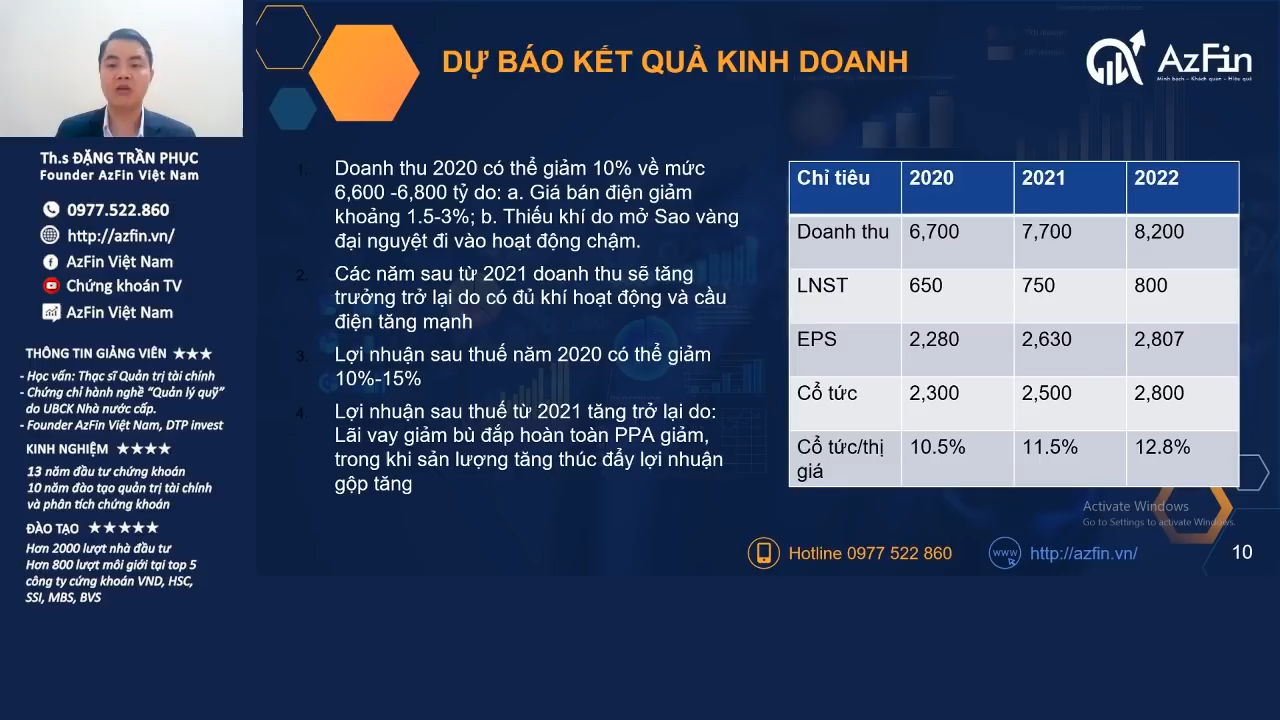 Th.s ĐẶNG TRẦN PHỤC
Founder AzFin Việt Nam
0977.522.860
http://azfin.vn/
AzFin Việt Nam
Chứng khoán TV
AzFin Việt Nam
THÔNG TIN GIẢNG VIÊN ★★★
- Học vấn: Thạc sĩ Quản trị tài chính
- Chứng chỉ hành nghề “Quản lý quỹ”
do UBCK Nhà nước cấp.
- Founder AzFin Việt Nam, DTP invest
KINH NGHIỆM ★★★★
13 năm đầu tư chứng khoán
10 năm đào tạo quản trị tài chính
và phân tích chứng khoán
ĐÀO TẠO ★★★★★
Hơn 2000 lượt nhà đầu tư
Hơn 800 lượt môi giới tại top 5
công ty cứng khoán VND, HSC,
SSI, MBS, BVS
DỰ BÁO KẾT QUẢ KINH DOANH
AzFin
Minh bạch - Khách quan - Hiệu quả
1. Doanh thu 2020 có thể giảm 10% về mức
6,600 -6,800 tỷ do: a. Giá bán điện giảm
khoảng 1.5-3%; b. Thiếu khí do mở Sao vàng
đại nguyệt đi vào hoạt động chậm.
2. Các năm sau từ 2021 doanh thu sẽ tăng
trưởng trở lại do có đủ khí hoạt động và cầu
điện tăng mạnh
3. Lợi nhuận sau thuế năm 2020 có thể giảm
10%-15%
4. Lợi nhuận sau thuế từ 2021 tăng trở lại do:
Lãi vay giảm bù đắp hoàn toàn PPA giảm,
trong khi sản lượng tăng thúc đẩy lợi nhuận
gộp tăng
Chỉ tiêu 2020 2021 2022
Doanh thu 6,700 7,700 8,200
LNST 650 750 800
EPS 2,280 2,630 2,807
Cổ tức 2,300 2,500 2,800
Cổ tức/thị 10.5% 11.5% 12.8%
giá
Activate Windows
Go to Settings to activate Windows.
Hotline 0977 522 860
www
http://azfin.vn/
10